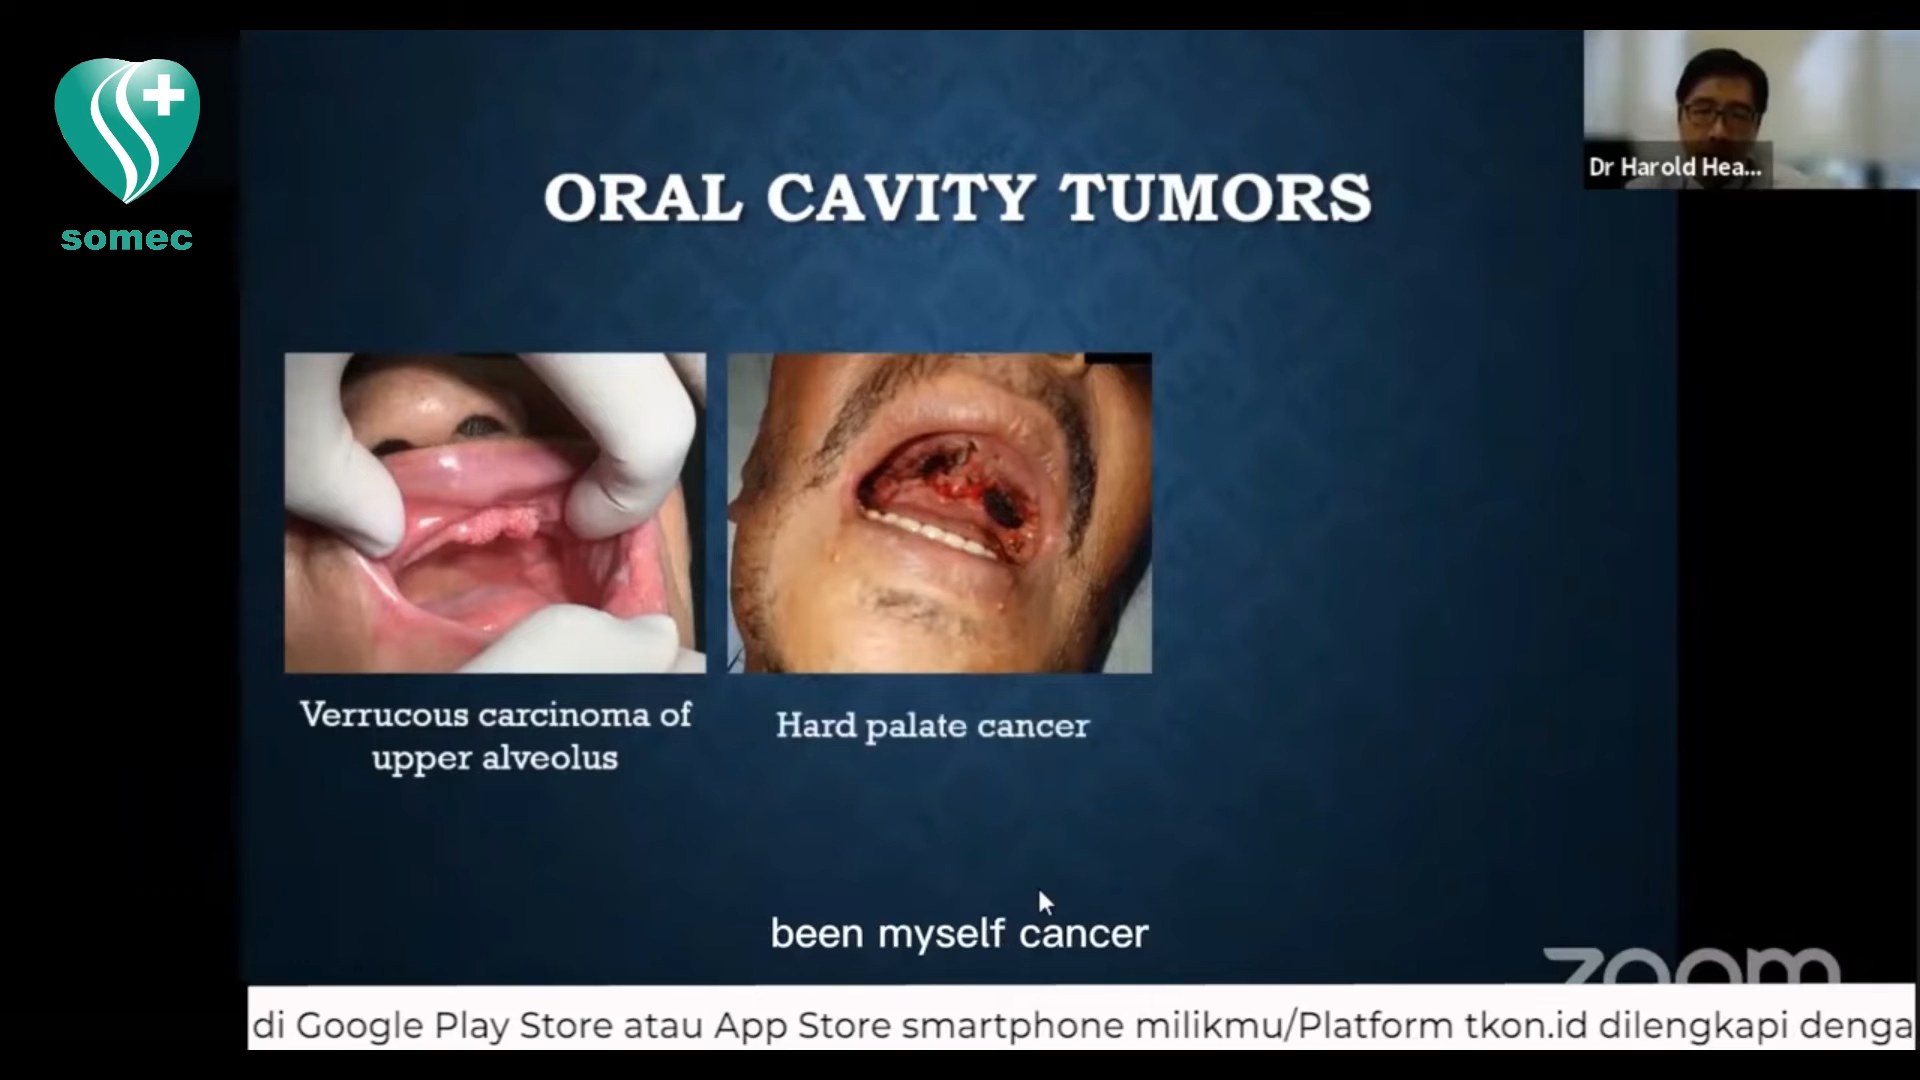 somec
ORAL CAVITY TUMORS
Dr Harold Hea...
Verrucous carcinoma of
upper alveolus
Hard palate cancer
been myself cancer
zoom
di Google Play Store atau App Store smartphone milikmu/Platform tkon.id dilengkapi denga